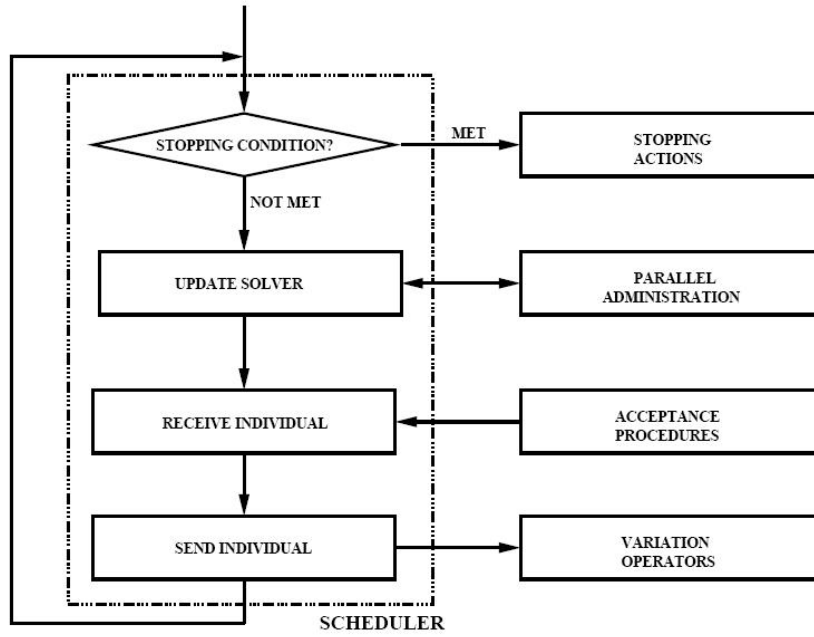 STOPPING CONDITION?
MET
STOPPING
ACTIONS
NOT MET
UPDATE SOLVER
PARALLEL
ADMINISTRATION
RECEIVE INDIVIDUAL
ACCEPTANCE
PROCEDURES
SEND INDIVIDUAL
VARIATION
OPERATORS
SCHEDULER